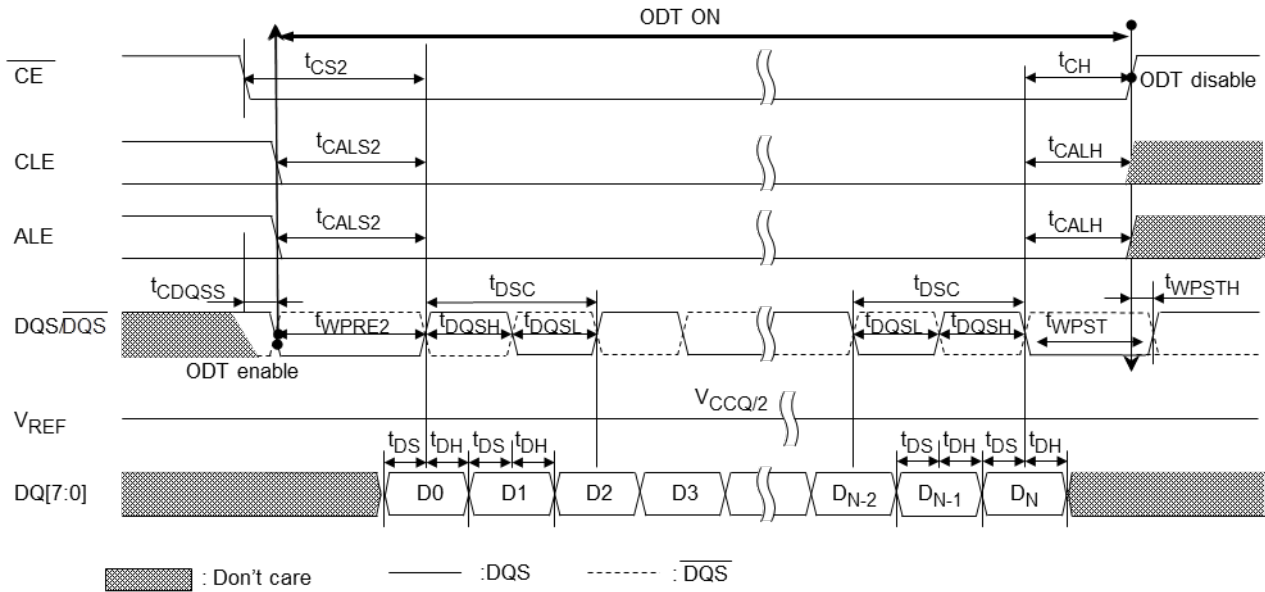 ODT ON
CE
tCS2
tCH
ODT disable
CLE
tCALS2
tCALH
ALE
tCALS2
tCALH
tCDQSS
tDSC
tDSC
tWPSTH
DQS/DQS
tWPRE2
tDQSH
tDQSL
tDQSL
tDQSH
tWPST
ODT enable
VREF
VCCQ/2
tDS
tDH
tDS
tDH
tDS
tDH
tDS
tDH
DQ[7:0]
D0
D1
D2
D3
DN-2
DN-1
DN
: Don't care
:DQS
: DQS